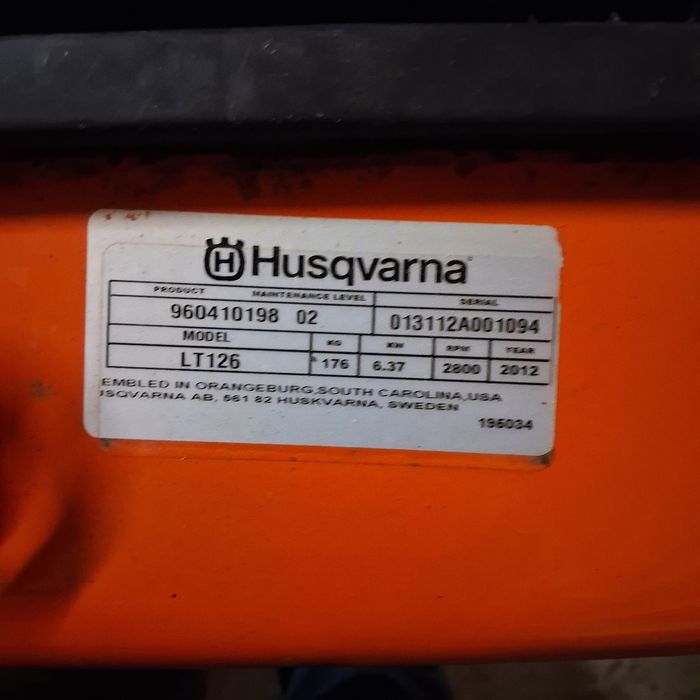 Husqvarna
PRODUCT MAINTENANCE LEVEL SERIAL
960410198 02 013112A001094
MODEL KG KW RPM YEAR
LT126 176 6.37 2800 2012
EMBLED IN ORANGEBURG,SOUTH CAROLINA,USA
ISQVARNA AB, 561 82 HUSKVARNA, SWEDEN
195034